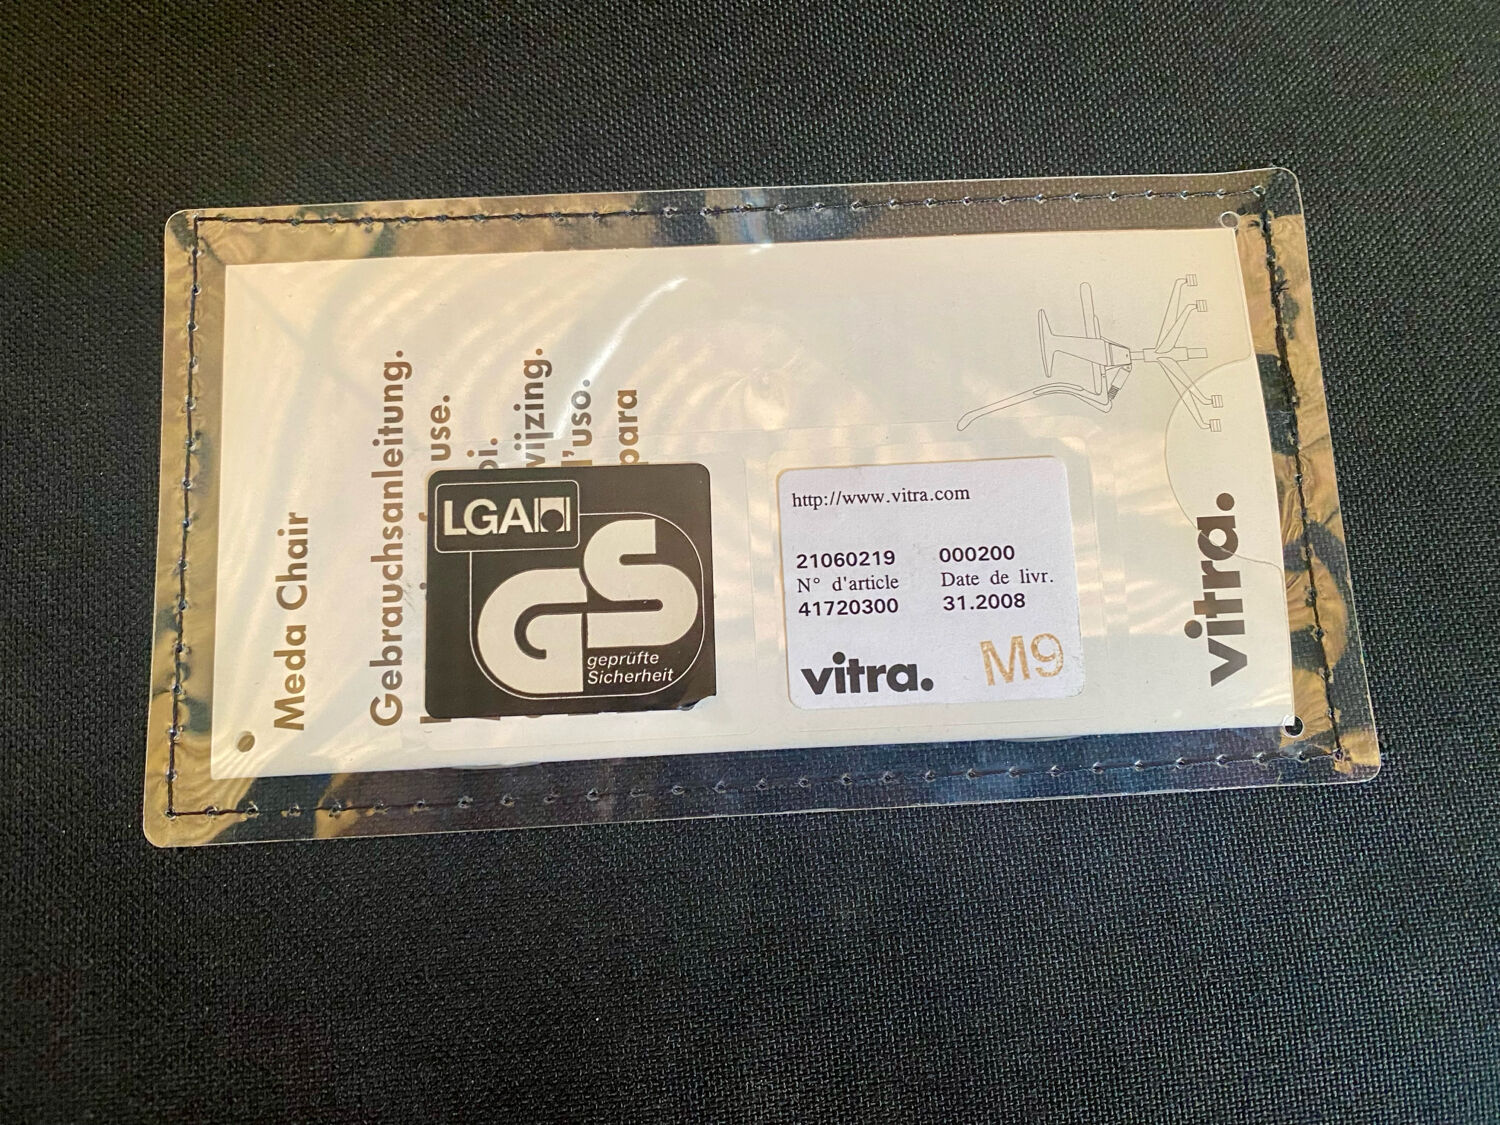 Meda Chair
Gebrauchsanleitung.
use.
wijzing.
d'uso.
para
LGA
GS
geprüfte
Sicherheit
http://www.vitra.com
21060219 000200
N° d'article Date de livr.
41720300 31.2008
vitra. M9
vitra.